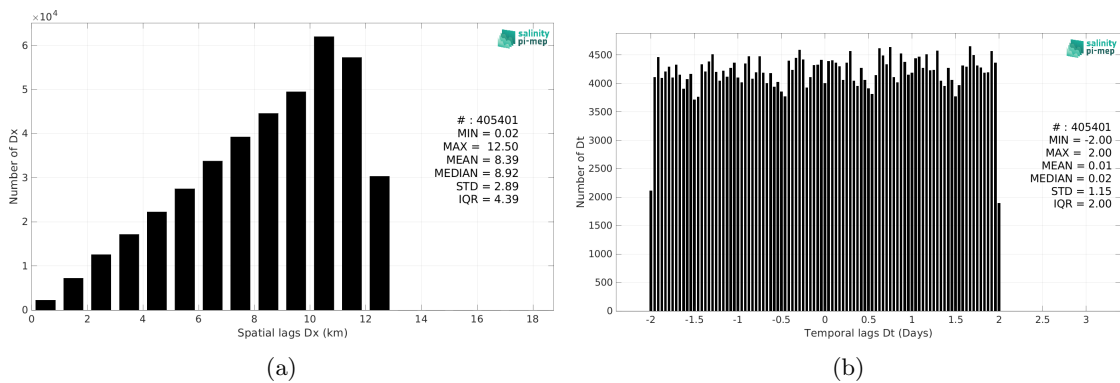 ×10⁴
6
5
4
3
2
1
0
Number of Dx
0 2 4 6 8 10 12 14 16 18
Spatial lags Dx (km)
salinity
pi-mep
# : 405401
MIN = 0.02
MAX = 12.50
MEAN = 8.39
MEDIAN = 8.92
STD = 2.89
IQR = 4.39
(a)
4500
4000
3500
3000
2500
2000
1500
1000
500
0
Number of Dt
-2 -1.5 -1 -0.5 0 0.5 1 1.5 2 2.5 3
Temporal lags Dt (Days)
salinity
pi-mep
# : 405401
MIN = -2.00
MAX = 2.00
MEAN = 0.01
MEDIAN = 0.02
STD = 1.15
IQR = 2.00
(b)